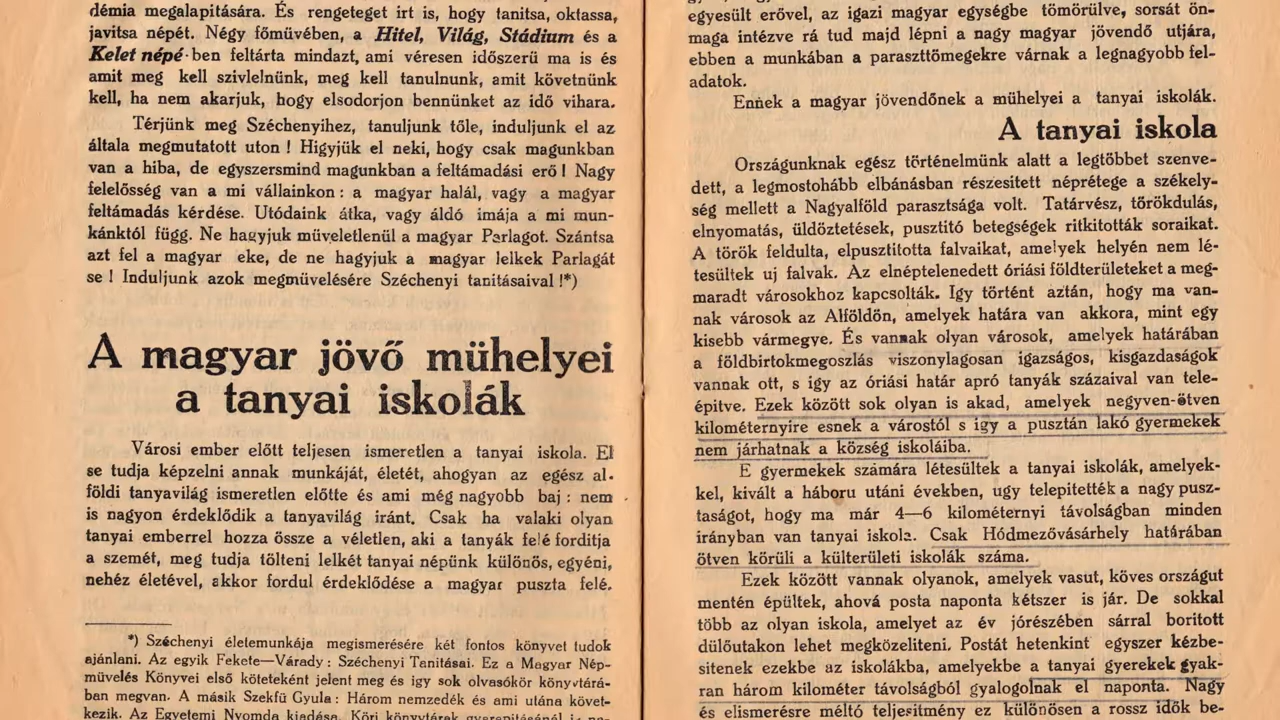 démia megalapitására. És rengeteget irt is, hogy tanitsa, oktassa,
javitsa népét. Négy főművében, a Hitel, Világ, Stádium és a
Kelet népé-ben feltárta mindazt, ami véresen időszerü ma is és
amit meg kell szivlelnünk, meg kell tanulnunk, amit követnünk
kell, ha nem akarjuk, hogy elsodorjon bennünket az idő vihara.
Térjünk meg Széchenyihez, tanuljunk tőle, induljunk el az
általa megmutatott uton ! Higyjük el neki, hogy csak magunkban
van a hiba, de egyszersmind magunkban a feltámadási erő ! Nagy
felelősség van a mi vállainkon : a magyar halál, vagy a magyar
feltámadás kérdése. Utódaink átka, vagy áldó imája a mi mun-
kánktól függ. Ne hagyjuk müveletlenül a magyar Parlagot. Szántsa
azt fel a magyar eke, de ne hagyjuk a magyar lelkek Parlagát
se ! Induljunk azok megmüvelésére Széchenyi tanitásaival !*)
A magyar jövő mühelyei
a tanyai iskolák
Városi ember előtt teljesen ismeretlen a tanyai iskola. El
se tudja képzelni annak munkáját, életét, ahogyan az egész al-
földi tanyavilág ismeretlen előtte és ami még nagyobb baj : nem
is nagyon érdeklődik a tanyavilág iránt. Csak ha valaki olyan
tanyai emberrel hozza össze a véletlen, aki a tanyák felé forditja
a szemét, meg tudja tölteni lelkét tanyai népünk különös, egyéni,
nehéz életével, akkor fordul érdeklődése a magyar puszta felé.
*) Széchenyi életemunkája megismerésére két fontos könyvet tudok
ajánlani. Az egyik Fekete—Várady : Széchenyi Tanitásai. Ez a Magyar Nép-
müvelés Könyvei első köteteként jelent meg és igy sok olvasókör könyvtárá-
ban megvan. A másik Szekfü Gyula : Három nemzedék és ami utána követ-
kezik. Az Egyetemi Nyomda kiadása. Köri könyvtárak
egyesült erővel, az igazi magyar egységbe tömörülve, sorsát ön-
maga intézve rá tud majd lépni a nagy magyar jövendő utjára,
ebben a munkában a paraszttömegekre várnak a legnagyobb fel-
adatok.
Ennek a magyar jövendőnek a mühelyei a tanyai iskolák.
A tanyai iskola
Országunknak egész történelmünk alatt a legtöbbet szenve-
dett, a legmostohább elbánásban részesitett néprétege a székely-
ség mellett a Nagyalföld parasztsága volt. Tatárvész, törökdulás,
elnyomatás, üldöztetések, pusztitó betegségek ritkitották soraikat.
A török feldulta, elpusztitotta falvaikat, amelyek helyén nem lé-
tesültek uj falvak. Az elnéptelenedett óriási földterületeket a meg-
maradt városokhoz kapcsolták. Igy történt aztán, hogy ma van-
nak városok az Alföldön, amelyek határa van akkora, mint egy
kisebb vármegye. És vannak olyan városok, amelyek határában
a földbirtokmegoszlás viszonylagosan igazságos, kisgazdaságok
vannak ott, s igy az óriási határ apró tanyák százaival van tele-
épitve. Ezek között sok olyan is akad, amelyek negyven-ötven
kilométernyire esnek a várostól s igy a pusztán lakó gyermekek
nem járhatnak a község iskoláiba.
E gyermekek számára létesültek a tanyai iskolák, amelyek-
kel, kivált a háboru utáni években, ugy telepitették a nagy pusz-
taságot, hogy ma már 4—6 kilométernyi távolságban minden
irányban van tanyai iskola. Csak Hódmezővásárhely határában
ötven körüli a külterületi iskolák száma.
Ezek között vannak olyanok, amelyek vasut, köves országut
mentén épültek, ahová posta naponta kétszer is jár. De sokkal
több az olyan iskola, amelyet az év jórészében sárral boritott
dülőutakon lehet megközeliteni. Postát hetenkint egyszer kézbe-
sitenek ezekbe az iskolákba, amelyekbe a tanyai gyerekek gyak-
ran három kilométer távolságból gyalogolnak el naponta. Nagy
és elismerésre méltó teljesitmény ez különösen a rossz idők be-